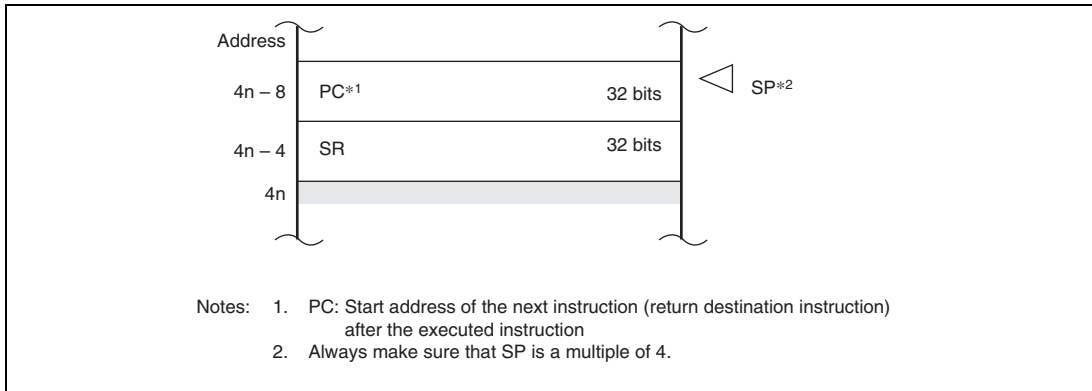 Address
4n – 8 PC*1 32 bits SP*2
4n – 4 SR 32 bits
4n
Notes: 1. PC: Start address of the next instruction (return destination instruction)
after the executed instruction
2. Always make sure that SP is a multiple of 4.